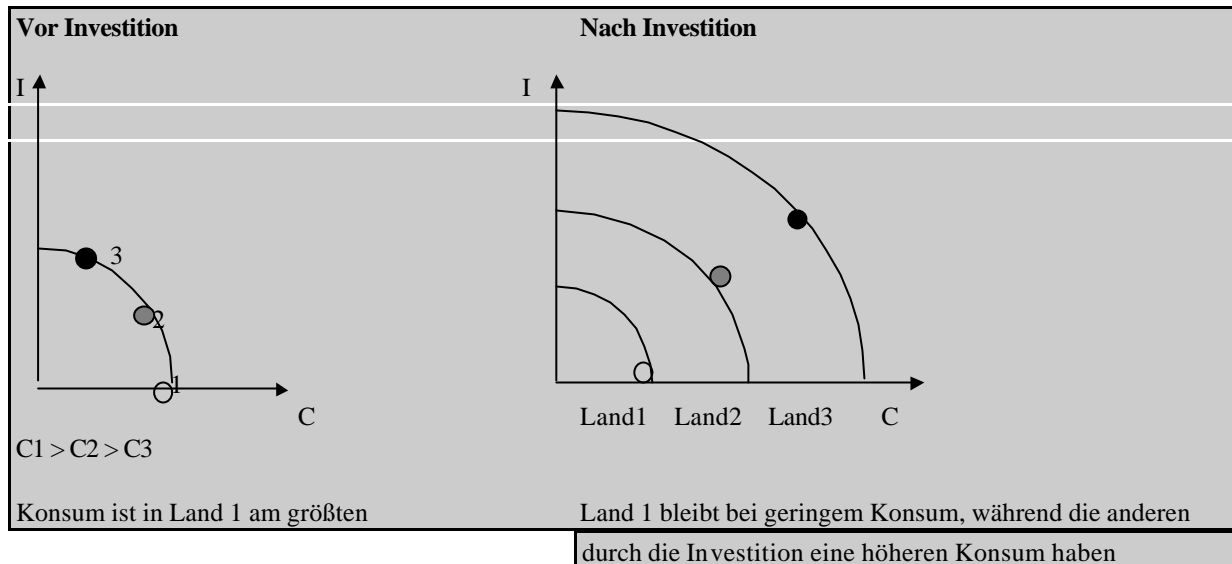 Vor Investition
Nach Investition
I
3
2
1
C
C1 > C2 > C3
Konsum ist in Land 1 am größten
I
Land1 Land2 Land3 C
Land 1 bleibt bei geringem Konsum, während die anderen
durch die Investition eine höheren Konsum haben